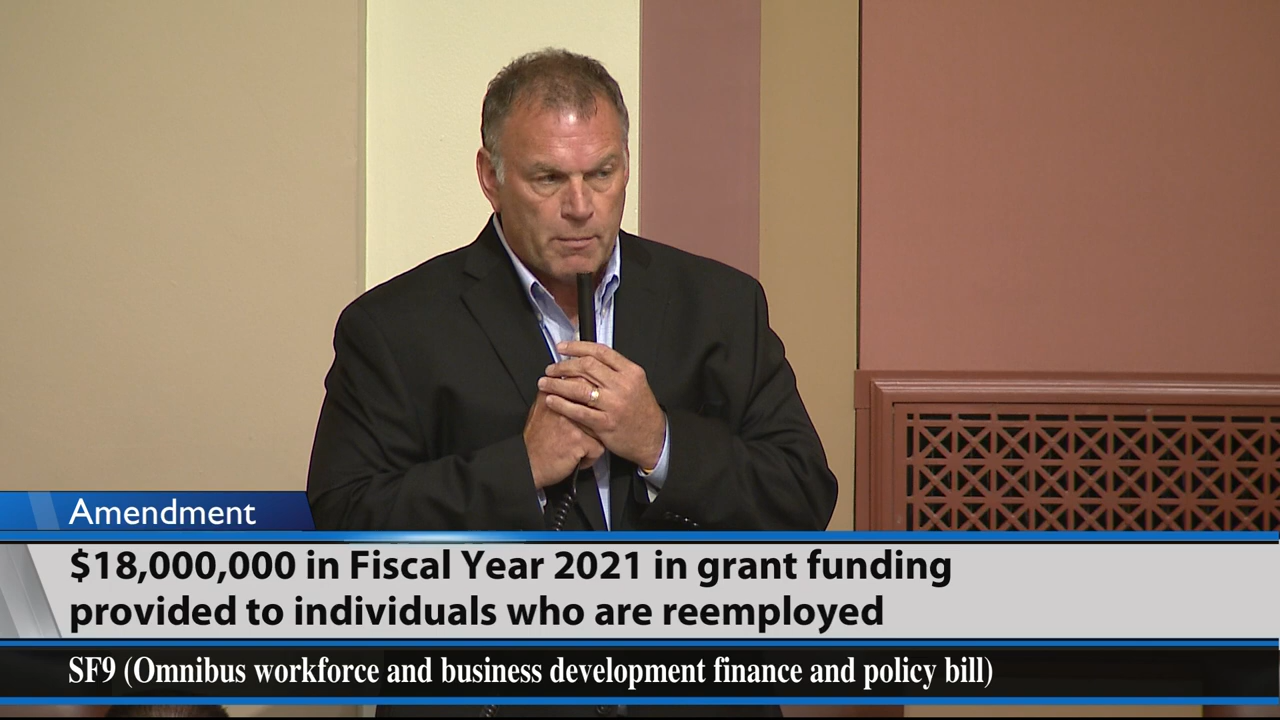 Amendment
$18,000,000 in Fiscal Year 2021 in grant funding
provided to individuals who are reemployed
SF9 (Omnibus workforce and business development finance and policy bill)